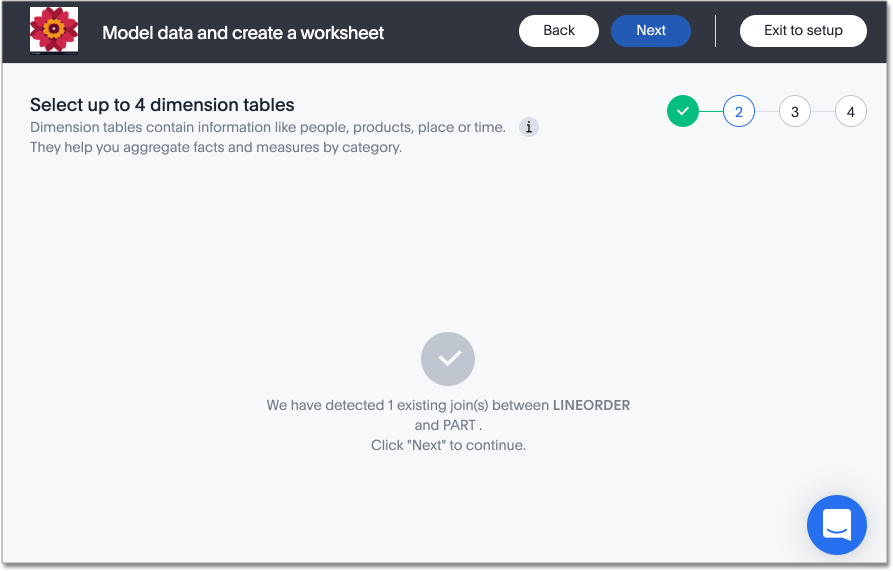 Model data and create a worksheet
Back
Next
Exit to setup
Select up to 4 dimension tables
Dimension tables contain information like people, products, place or time.
i
They help you aggregate facts and measures by category.
2
3
4
We have detected 1 existing join(s) between LINEORDER
and PART .
Click "Next" to continue.